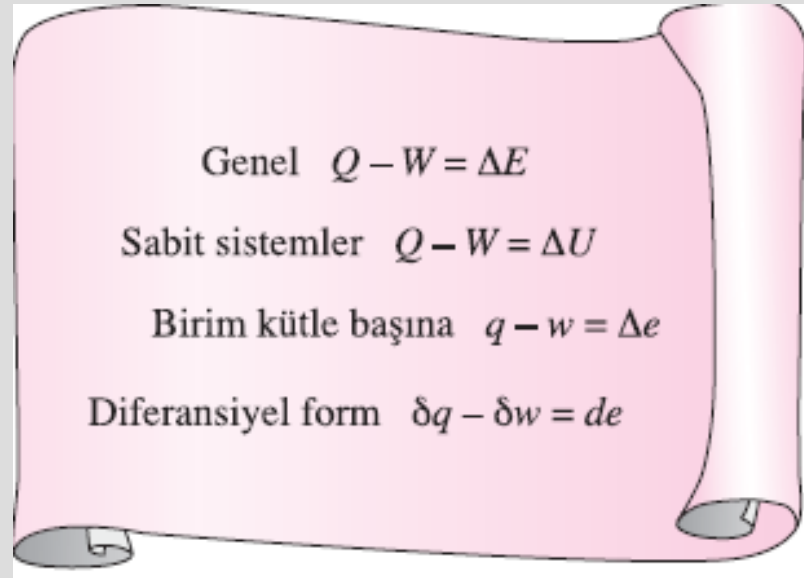 Genel Q – W = ΔE
Sabit sistemler Q – W = ΔU
Birim kütle başına q – w = Δe
Diferansiyel form δq – δw = de